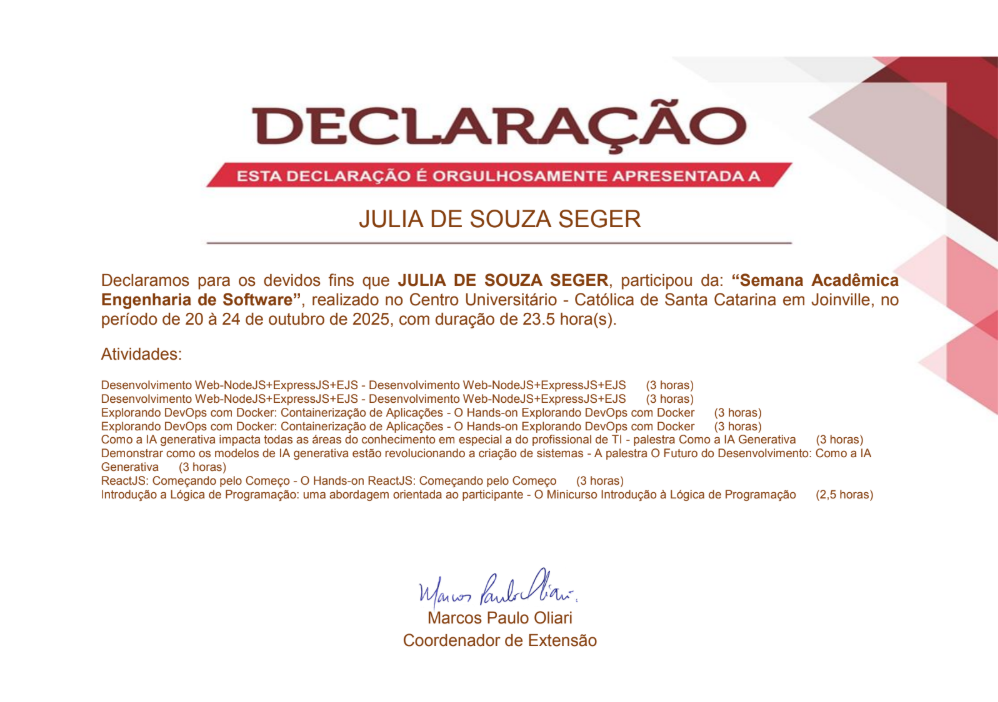 DECLARAÇÃO
ESTA DECLARAÇÃO É ORGULHOSAMENTE APRESENTADA A
JULIA DE SOUZA SEGER
Declaramos para os devidos fins que JULIA DE SOUZA SEGER, participou da: “Semana Acadêmica
Engenharia de Software”, realizado no Centro Universitário - Católica de Santa Catarina em Joinville, no
período de 20 à 24 de outubro de 2025, com duração de 23.5 hora(s).
Atividades:
Desenvolvimento Web-NodeJS+ExpressJS+EJS - Desenvolvimento Web-NodeJS+ExpressJS+EJS (3 horas)
Desenvolvimento Web-NodeJS+ExpressJS+EJS - Desenvolvimento Web-NodeJS+ExpressJS+EJS (3 horas)
Explorando DevOps com Docker: Containerização de Aplicações - O Hands-on Explorando DevOps com Docker (3 horas)
Explorando DevOps com Docker: Containerização de Aplicações - O Hands-on Explorando DevOps com Docker (3 horas)
Como a IA generativa impacta todas as áreas do conhecimento em especial a do profissional de TI - palestra Como a IA Generativa (3 horas)
Demonstrar como os modelos de IA generativa estão revolucionando a criação de sistemas - A palestra O Futuro do Desenvolvimento: Como a IA
Generativa (3 horas)
ReactJS: Começando pelo Começo - O Hands-on ReactJS: Começando pelo Começo (3 horas)
Introdução a Lógica de Programação: uma abordagem orientada ao participante - O Minicurso Introdução à Lógica de Programação (2,5 horas)
Marcos Paulo Oliari.
Marcos Paulo Oliari
Coordenador de Extensão